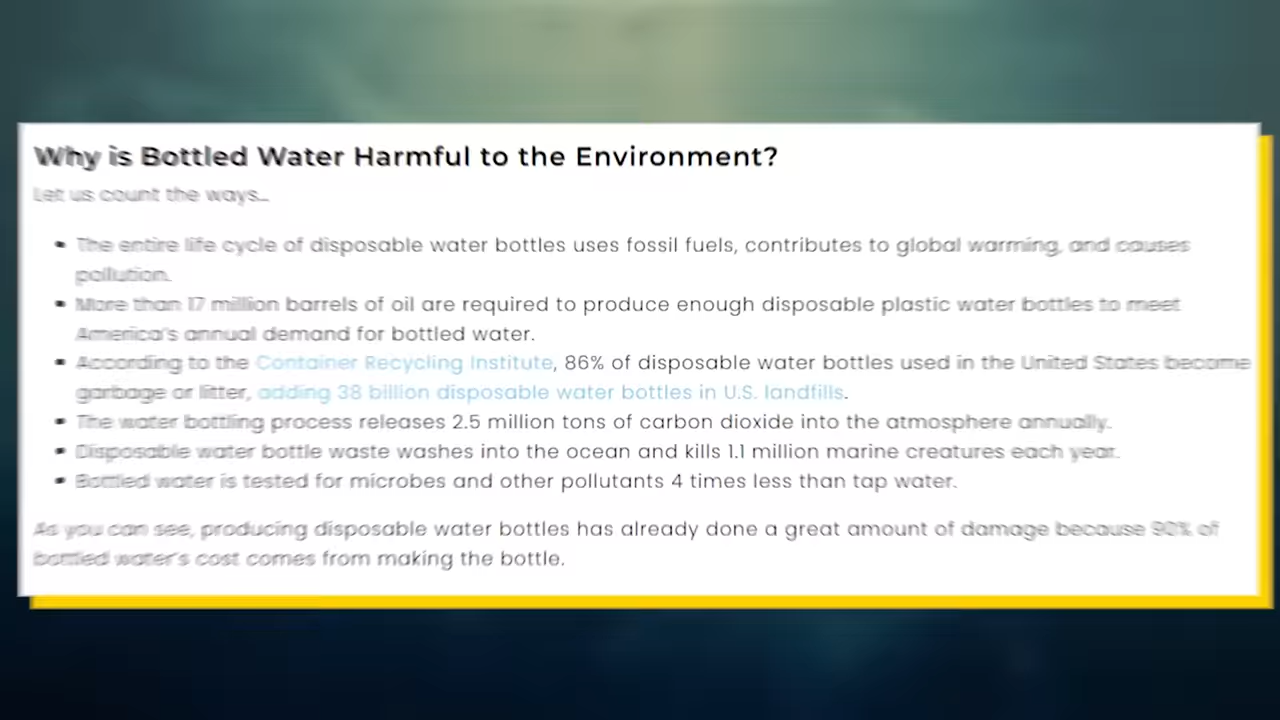 Why is Bottled Water Harmful to the Environment?
Let us count the ways...
• The entire life cycle of disposable water bottles uses fossil fuels, contributes to global warming, and causes
pollution.
• More than 17 million barrels of oil are required to produce enough disposable plastic water bottles to meet
America's annual demand for bottled water.
• According to the Container Recycling Institute, 86% of disposable water bottles used in the United States become
garbage or litter, adding 38 billion disposable water bottles in U.S. landfills.
• The water bottling process releases 2.5 million tons of carbon dioxide into the atmosphere annually.
• Disposable water bottle waste washes into the ocean and kills 1.1 million marine creatures each year.
• Bottled water is tested for microbes and other pollutants 4 times less than tap water.
As you can see, producing disposable water bottles has already done a great amount of damage because 90% of
bottled water's cost comes from making the bottle.